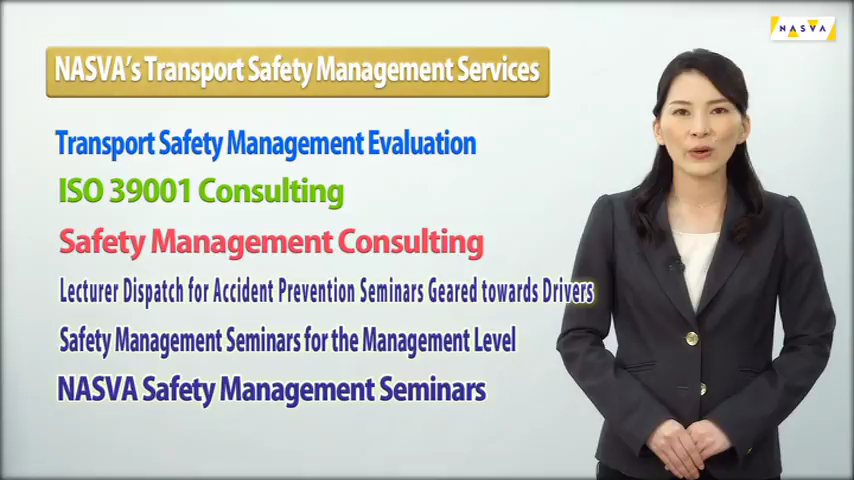 NASVA
NASVA's Transport Safety Management Services
Transport Safety Management Evaluation
ISO 39001 Consulting
Safety Management Consulting
Lecturer Dispatch for Accident Prevention Seminars Geared towards Drivers
Safety Management Seminars for the Management Level
NASVA Safety Management Seminars